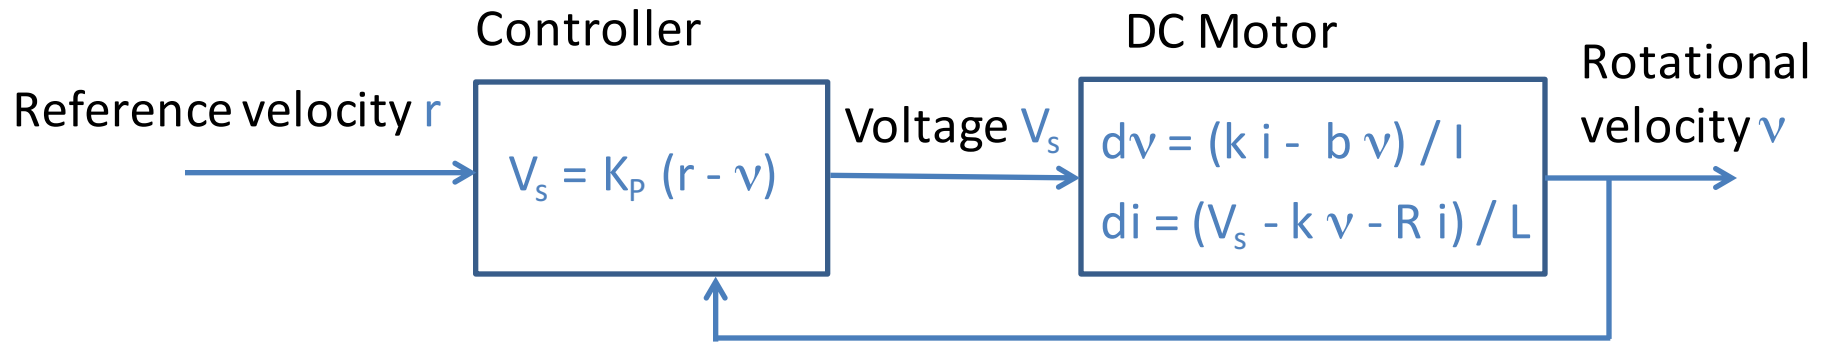 Controller
DC Motor
Reference velocity r
Voltage Vs
Rotational
velocity ν
Vs = KP (r - ν)
dν = (k i - b ν) / I
di = (Vs - k ν - R i) / L